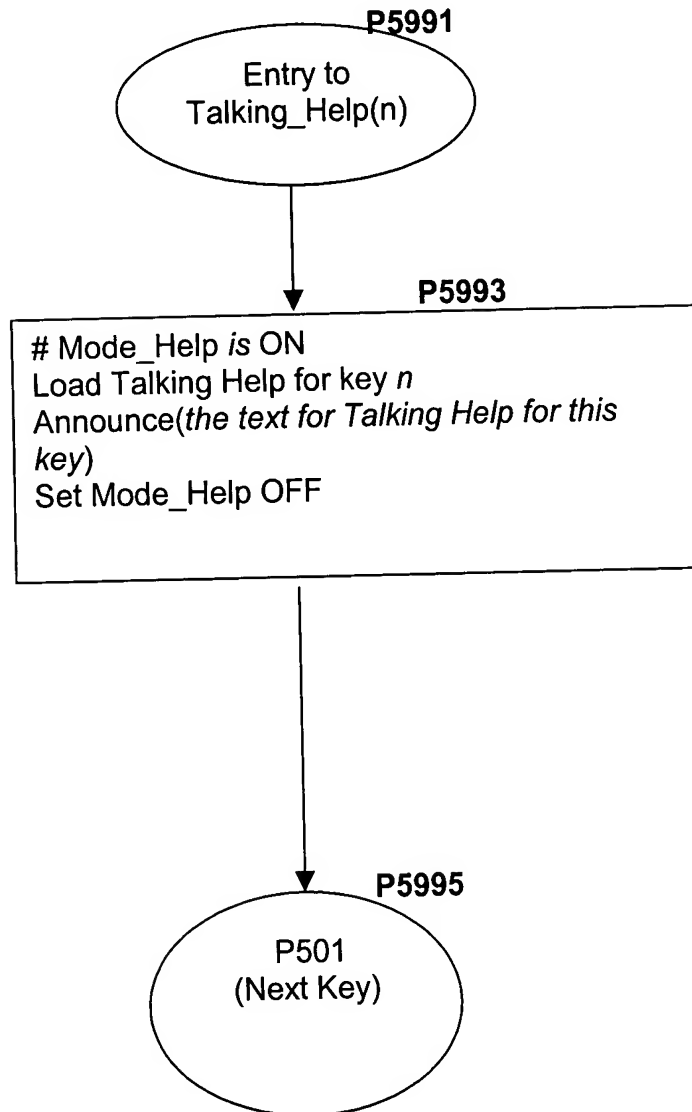 P5991
Entry to
Talking_Help(n)
P5993
# Mode_Help is ON
Load Talking Help for key n
Announce(the text for Talking Help for this
key)
Set Mode_Help OFF
P5995
P501
(Next Key)